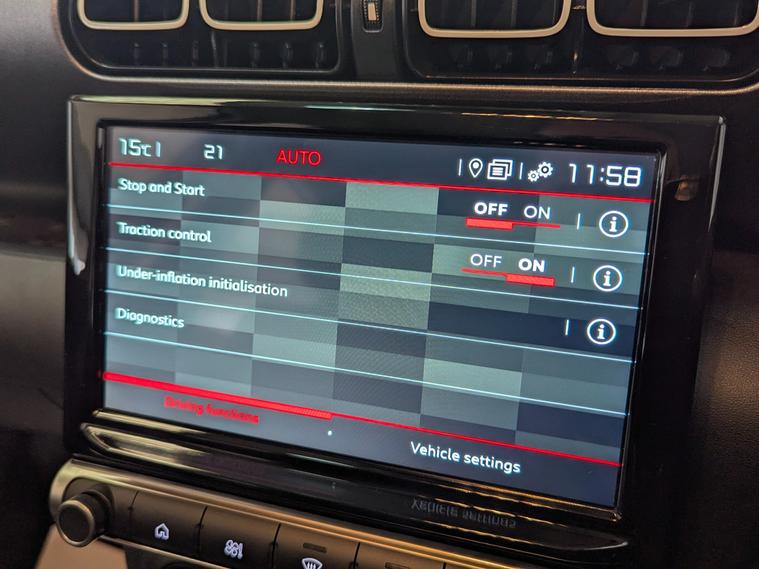 15°C 21 AUTO 11:58
Stop and Start OFF ON
Traction control OFF ON
Under-inflation initialisation
Diagnostics
Driving functions
Vehicle settings